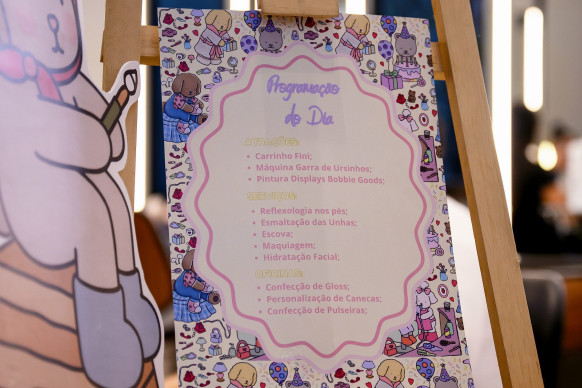 Programação
do Dia
ATRAÇÕES:
• Carrinho Fini;
• Máquina Garra de Ursinhos;
• Pintura Displays Bobbie Goods;
SERVIÇOS:
• Reflexologia nos pés;
• Esmaltação das Unhas;
• Escova;
• Maquiagem;
• Hidratação Facial;
OFICINAS:
• Confecção de Gloss;
• Personalização de Canecas;
• Confecção de Pulseiras;